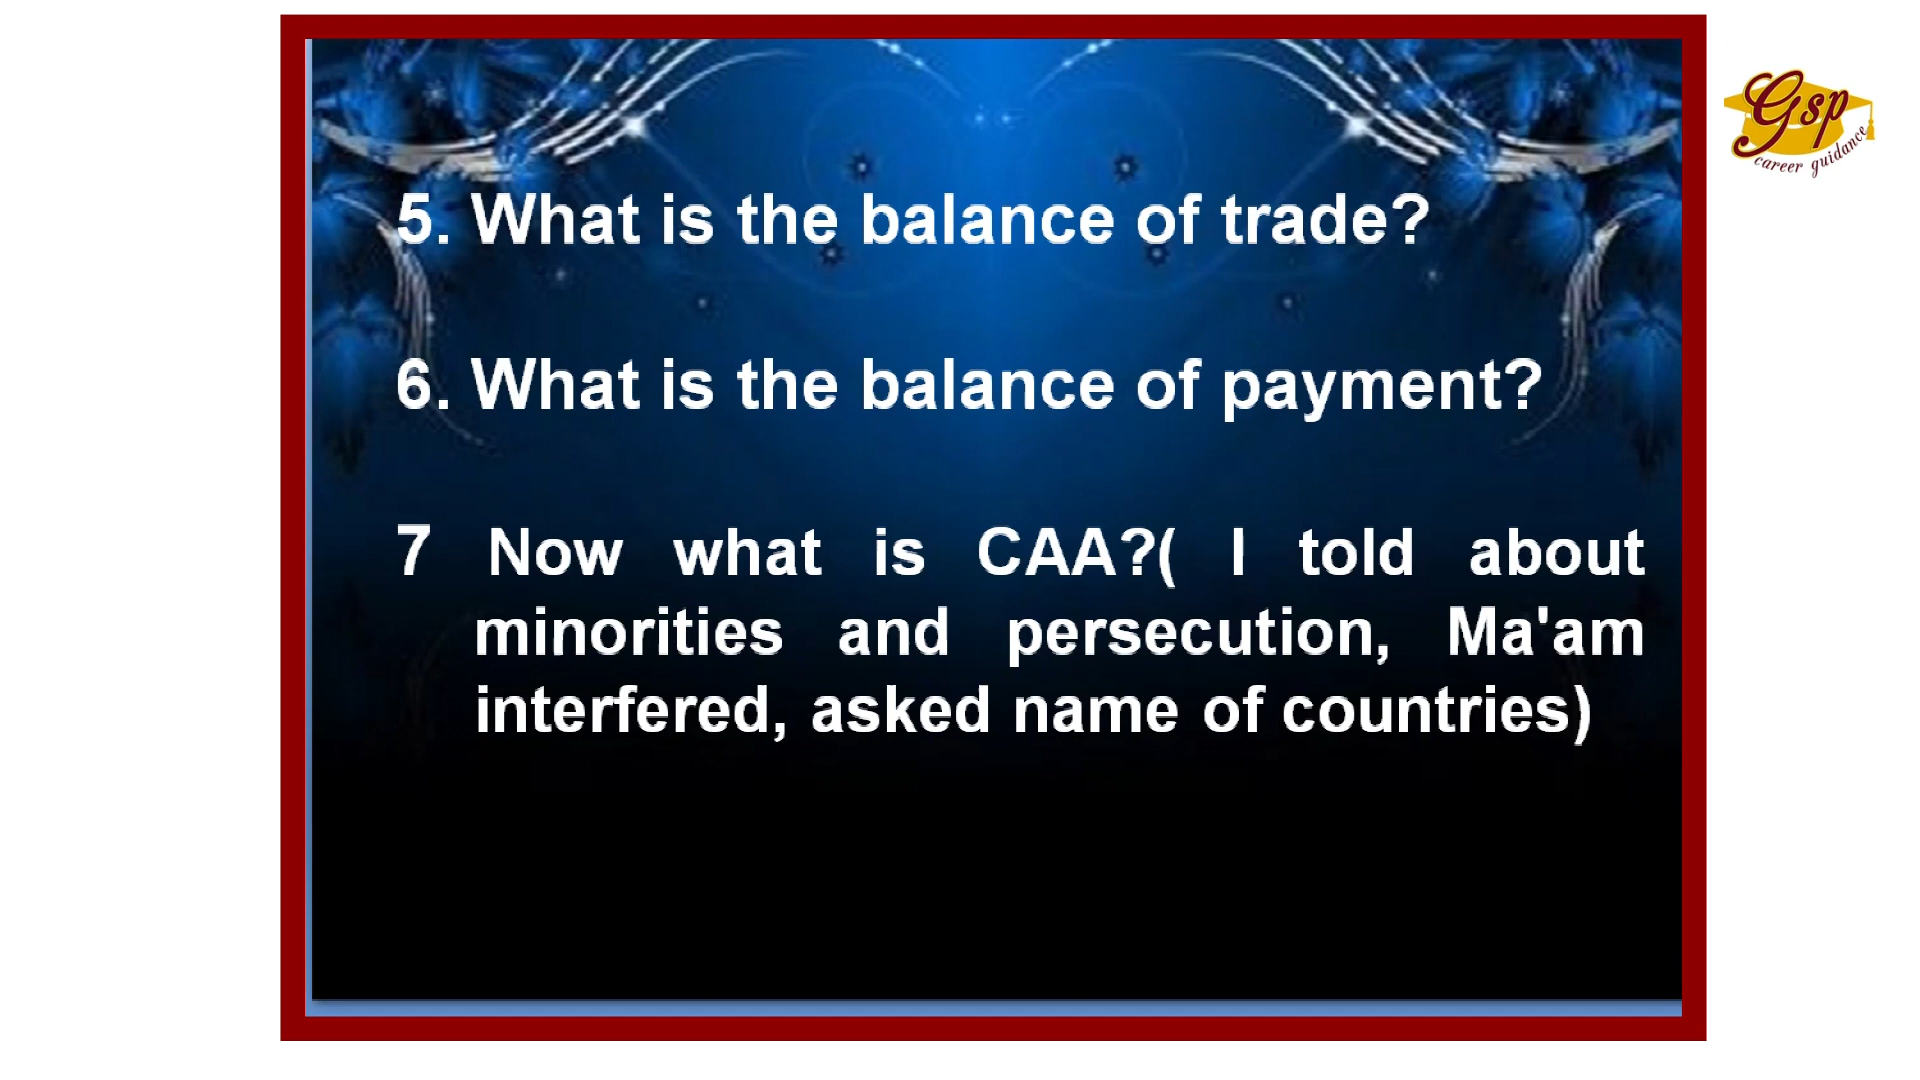 5. What is the balance of trade?
6. What is the balance of payment?
7 Now what is CAA?( I told about
minorities and persecution, Ma'am
interfered, asked name of countries)
Gsp
career guidance